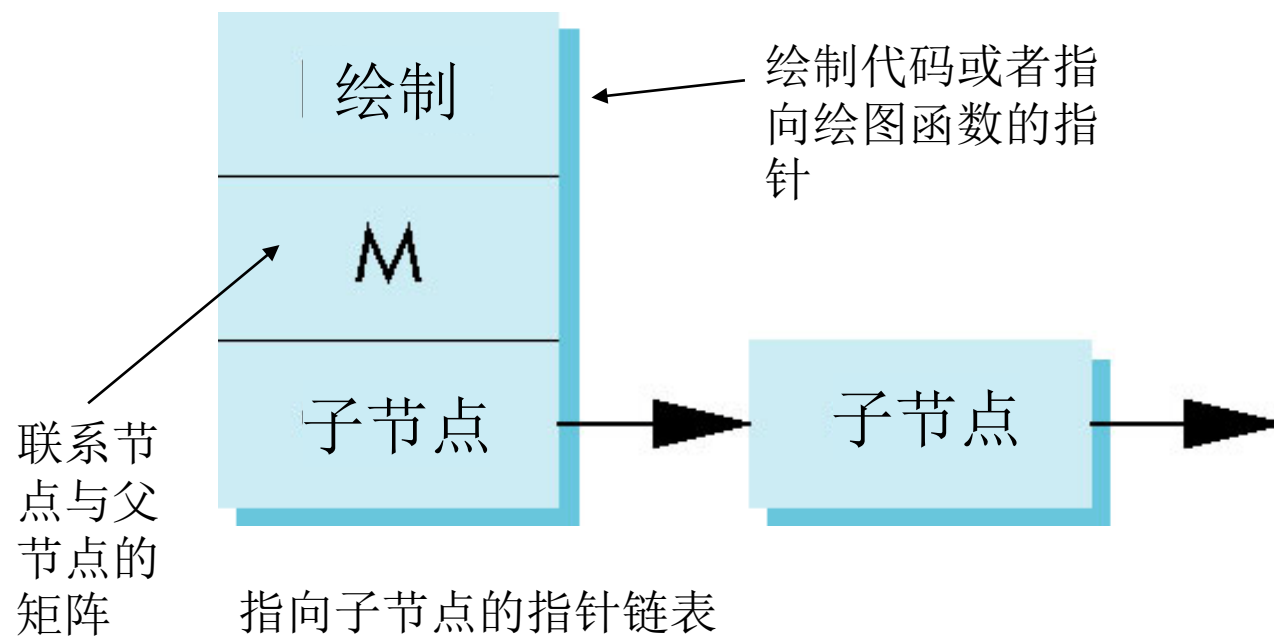 绘制
绘制代码或者指
向绘图函数的指
针
M
子节点
子节点
联系节
点与父
节点的
矩阵
指向子节点的指针链表